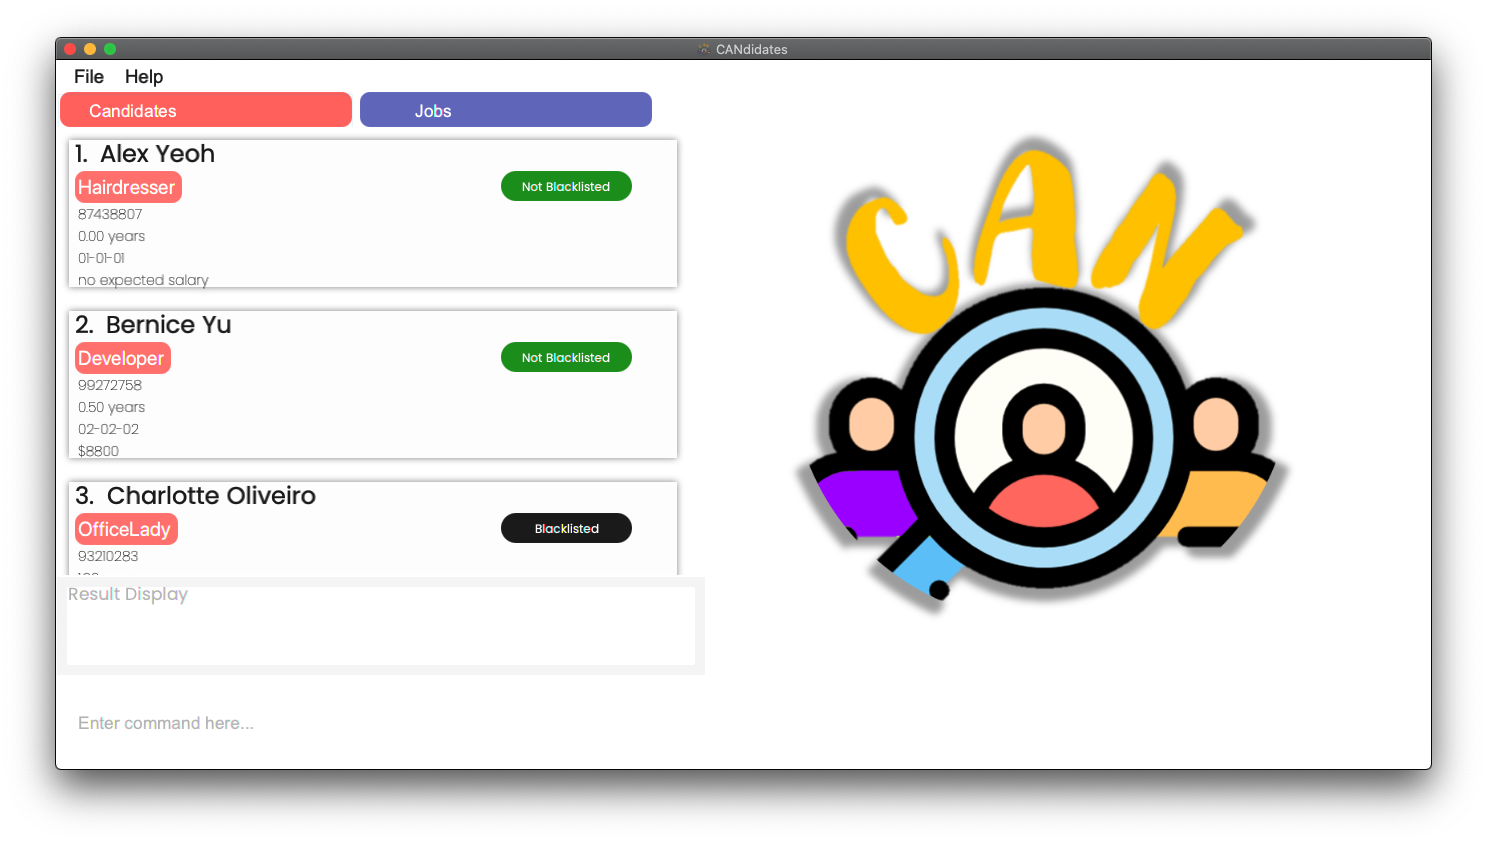 CANdidates
File Help
Candidates Jobs
1. Alex Yeoh
Hairdresser
Not Blacklisted
87438807
0.00 years
01-01-01
no expected salary
2. Bernice Yu
Developer
Not Blacklisted
99272758
0.50 years
02-02-02
$8800
3. Charlotte Oliveiro
OfficeLady
Blacklisted
93210283
Result Display
Enter command here...
CAN